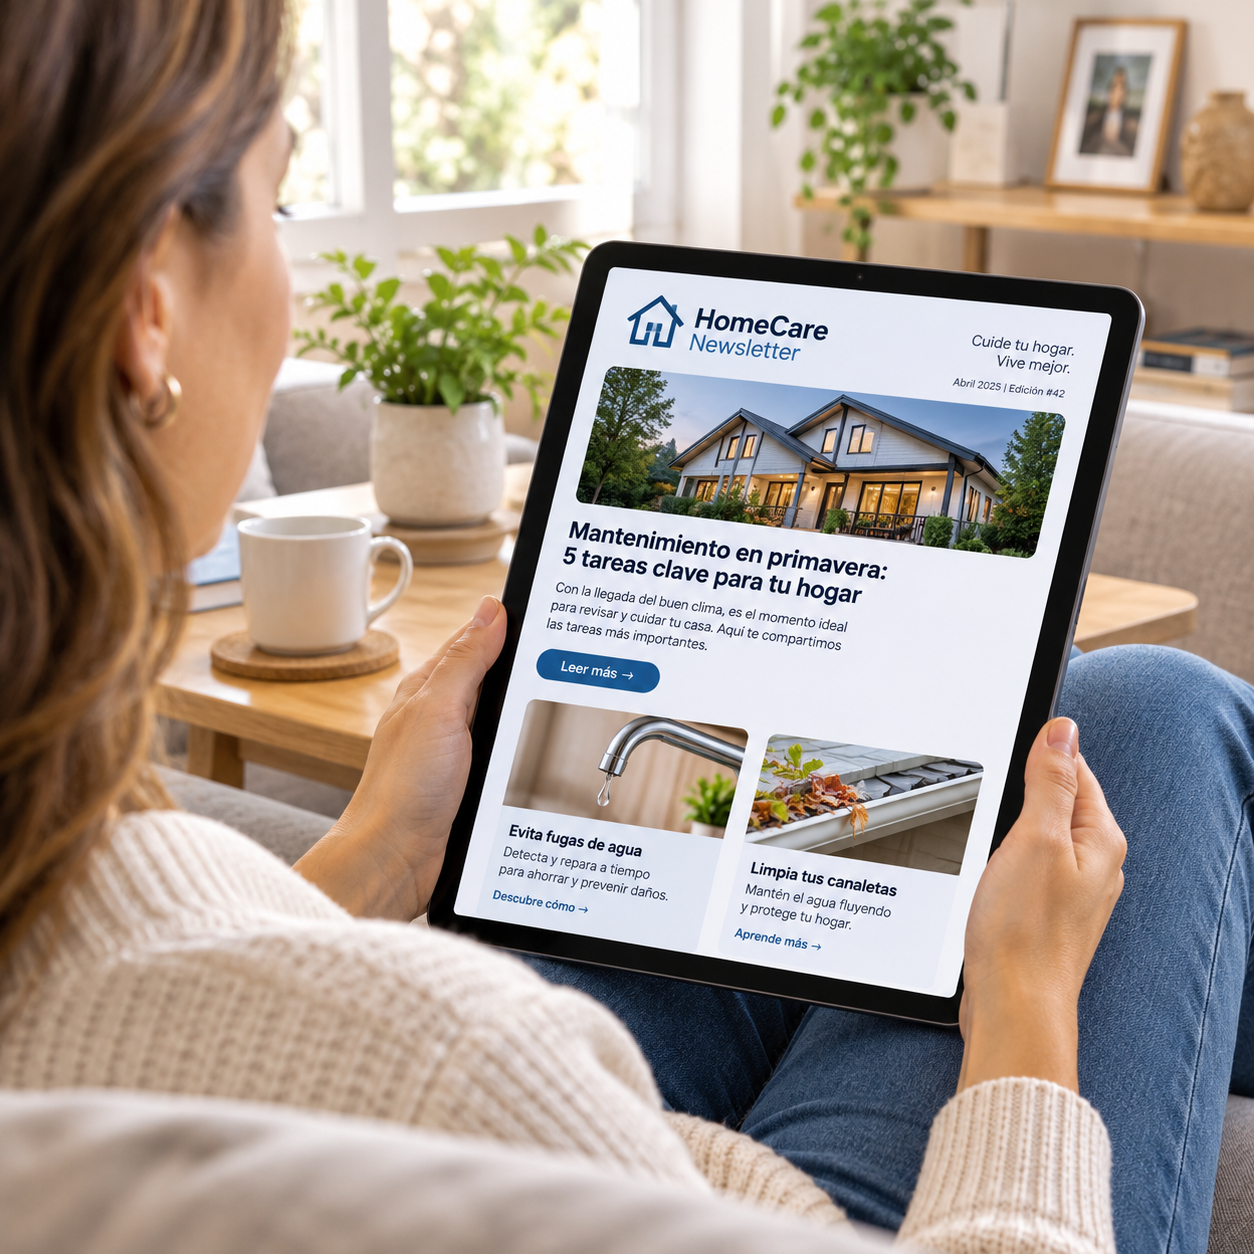 HomeCare
Newsletter
Cuide tu hogar.
Vive mejor.
Abril 2025 | Edición #42
Mantenimiento en primavera:
5 tareas clave para tu hogar
Con la llegada del buen clima, es el momento ideal
para revisar y cuidar tu casa. Aquí te compartimos
las tareas más importantes.
Leer más →
Evita fugas de agua
Detecta y repara a tiempo
para ahorrar y prevenir daños.
Descubre cómo →
Limpia tus canaletas
Mantén el agua fluyendo
y protege tu hogar.
Aprende más →